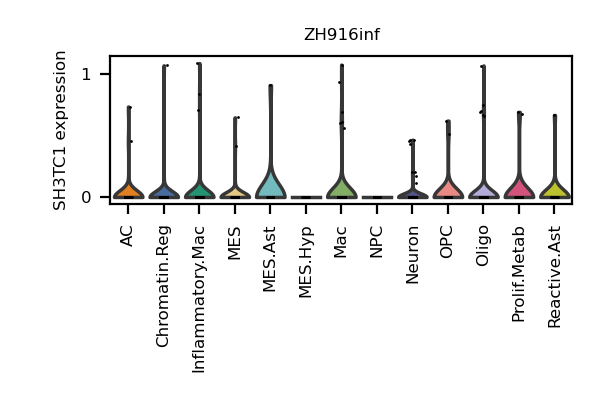 ZH916inf
SH3TC1 expression
1
0
AC
Chromatin.Reg
Inflammatory.Mac
MES
MES.Ast
MES.Hyp
Mac
NPC
Neuron
OPC
Oligo
Prolif.Metab
Reactive.Ast